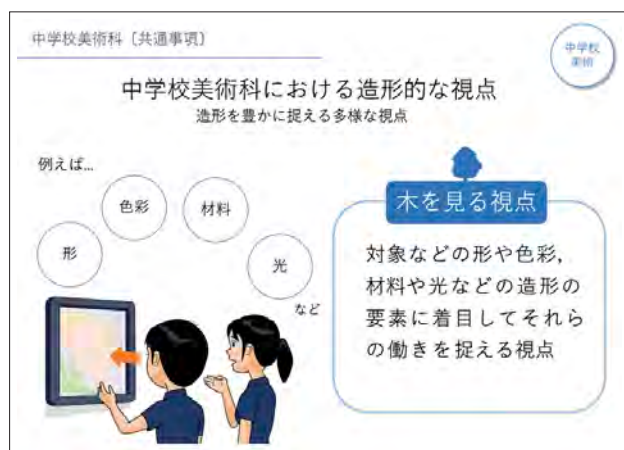 中学校美術科〔共通事項〕
中学校
美術
中学校美術科における造形的な視点
造形を豊かに捉える多様な視点
例えば…
形
色彩
材料
光
など
木を見る視点
対象などの形や色彩,
材料や光などの造形の
要素に着目してそれら
の働きを捉える視点